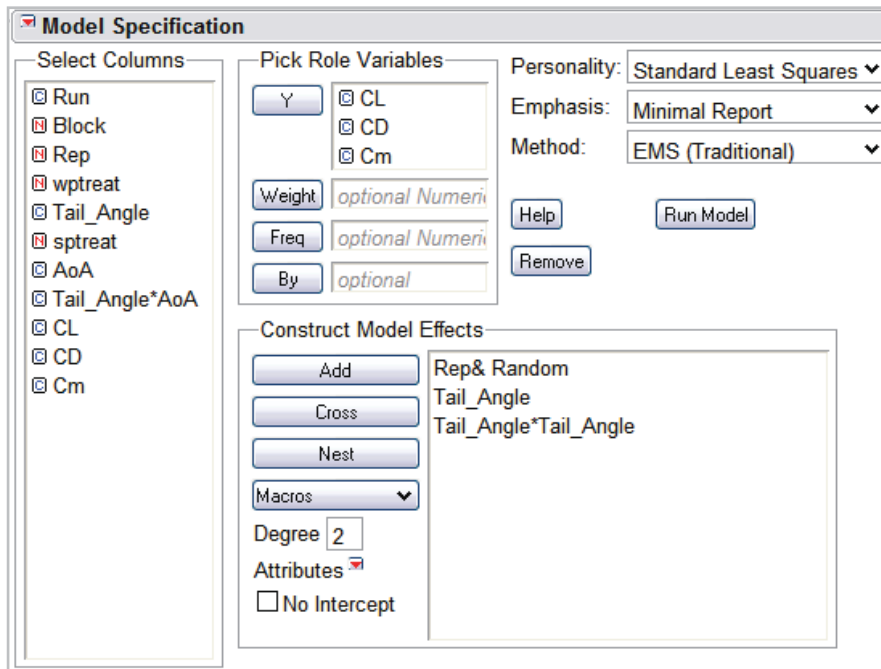 Model Specification
Select Columns
C Run
N Block
N Rep
N wptreat
C Tail_Angle
N sptreat
C AoA
C Tail_Angle*AoA
C CL
C CD
C Cm
Pick Role Variables
Y
C CL
C CD
C Cm
Weight optional Numeri
Freq optional Numeri
By optional
Personality: Standard Least Squares
Emphasis: Minimal Report
Method: EMS (Traditional)
Help Run Model
Remove
Construct Model Effects
Add
Cross
Nest
Macros
Degree 2
Attributes
No Intercept
Rep& Random
Tail_Angle
Tail_Angle*Tail_Angle